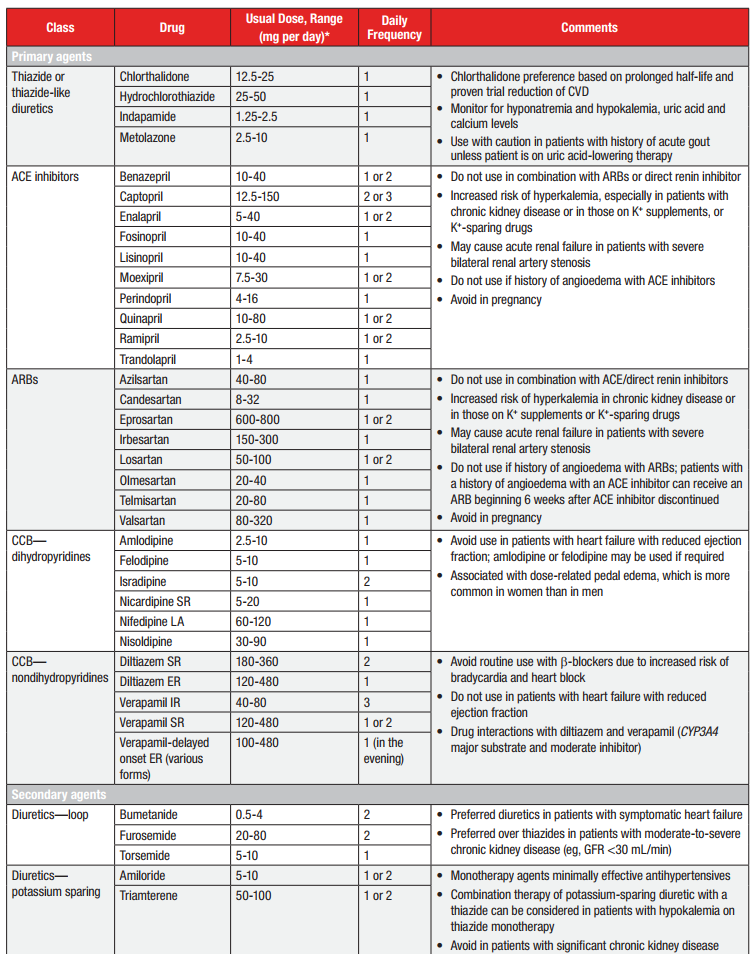 Class Drug Usual Dose, Range (mg per day)* Daily Frequency Comments
Primary agents
Thiazide or thiazide-like diuretics
Chlorthalidone 12.5-25 1
Hydrochlorothiazide 25-50 1
Indapamide 1.25-2.5 1
Metolazone 2.5-10 1
• Chlorthalidone preference based on prolonged half-life and
proven trial reduction of CVD
• Monitor for hyponatremia and hypokalemia, uric acid and
calcium levels
• Use with caution in patients with history of acute gout
unless patient is on uric acid-lowering therapy
ACE inhibitors
Benazepril 10-40 1 or 2
Captopril 12.5-150 2 or 3
Enalapril 5-40 1 or 2
Fosinopril 10-40 1
Lisinopril 10-40 1
Moexipril 7.5-30 1 or 2
Perindopril 4-16 1
Quinapril 10-80 1 or 2
Ramipril 2.5-10 1 or 2
Trandolapril 1-4 1
• Do not use in combination with ARBs or direct renin inhibitor
• Increased risk of hyperkalemia, especially in patients with
chronic kidney disease or in those on K⁺ supplements, or
K⁺-sparing drugs
• May cause acute renal failure in patients with severe
bilateral renal artery stenosis
• Do not use if history of angioedema with ACE inhibitors
• Avoid in pregnancy
ARBs
Azilsartan 40-80 1
Candesartan 8-32 1
Eprosartan 600-800 1 or 2
Irbesartan 150-300 1
Losartan 50-100 1 or 2
Olmesartan 20-40 1
Telmisartan 20-80 1
Valsartan 80-320 1
• Do not use in combination with ACE/direct renin inhibitors
• Increased risk of hyperkalemia in chronic kidney disease or
in those on K⁺ supplements or K⁺-sparing drugs
• May cause acute renal failure in patients with severe
bilateral renal artery stenosis
• Do not use if history of angioedema with ARBs; patients with
a history of angioedema with an ACE inhibitor can receive an
ARB beginning 6 weeks after ACE inhibitor discontinued
• Avoid in pregnancy
CCB—
dihydropyridines
Amlodipine 2.5-10 1
Felodipine 5-10 1
Isradipine 5-10 2
Nicardipine SR 5-20 1
Nifedipine LA 60-120 1
Nisoldipine 30-90 1
• Avoid use in patients with heart failure with reduced ejection
fraction; amlodipine or felodipine may be used if required
• Associated with dose-related pedal edema, which is more
common in women than in men
CCB—
nondihydropyridines
Diltiazem SR 180-360 2
Diltiazem ER 120-480 1
Verapamil IR 40-80 3
Verapamil SR 120-480 1 or 2
Verapamil-delayed onset ER (various forms) 100-480 1 (in the evening)
• Avoid routine use with β-blockers due to increased risk of
bradycardia and heart block
• Do not use in patients with heart failure with reduced
ejection fraction
• Drug interactions with diltiazem and verapamil (CYP3A4
major substrate and moderate inhibitor)
Secondary agents
Diuretics—loop
Bumetanide 0.5-4 2
Furosemide 20-80 2
Torsemide 5-10 1
• Preferred diuretics in patients with symptomatic heart failure
• Preferred over thiazides in patients with moderate-to-severe
chronic kidney disease (eg, GFR <30 mL/min)
Diuretics—
potassium sparing
Amiloride 5-10 1 or 2
Triamterene 50-100 1 or 2
• Monotherapy agents minimally effective antihypertensives
• Combination therapy of potassium-sparing diuretic with a
thiazide can be considered in patients with hypokalemia on
thiazide monotherapy
• Avoid in patients with significant chronic kidney disease